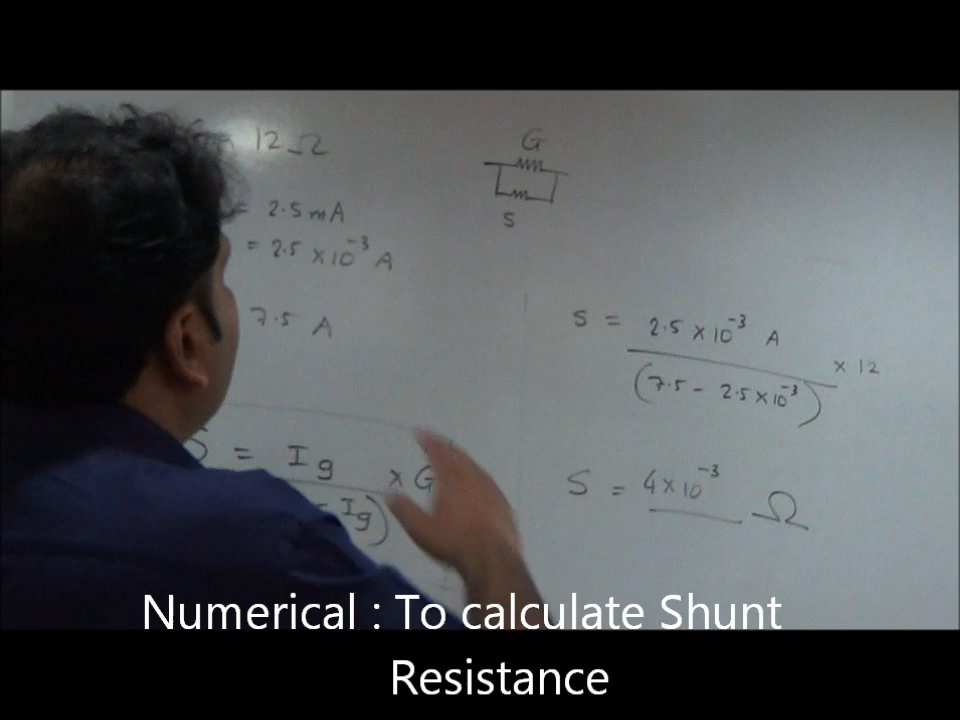 12 Ω
= 2.5 mA
= 2.5 × 10⁻³ A
7.5 A
G
S
S = Ig × G
- Ig)
S = 2.5 × 10⁻³ A × 12
(7.5 - 2.5 × 10⁻³)
S = 4 × 10⁻³ Ω
Numerical : To calculate Shunt
Resistance